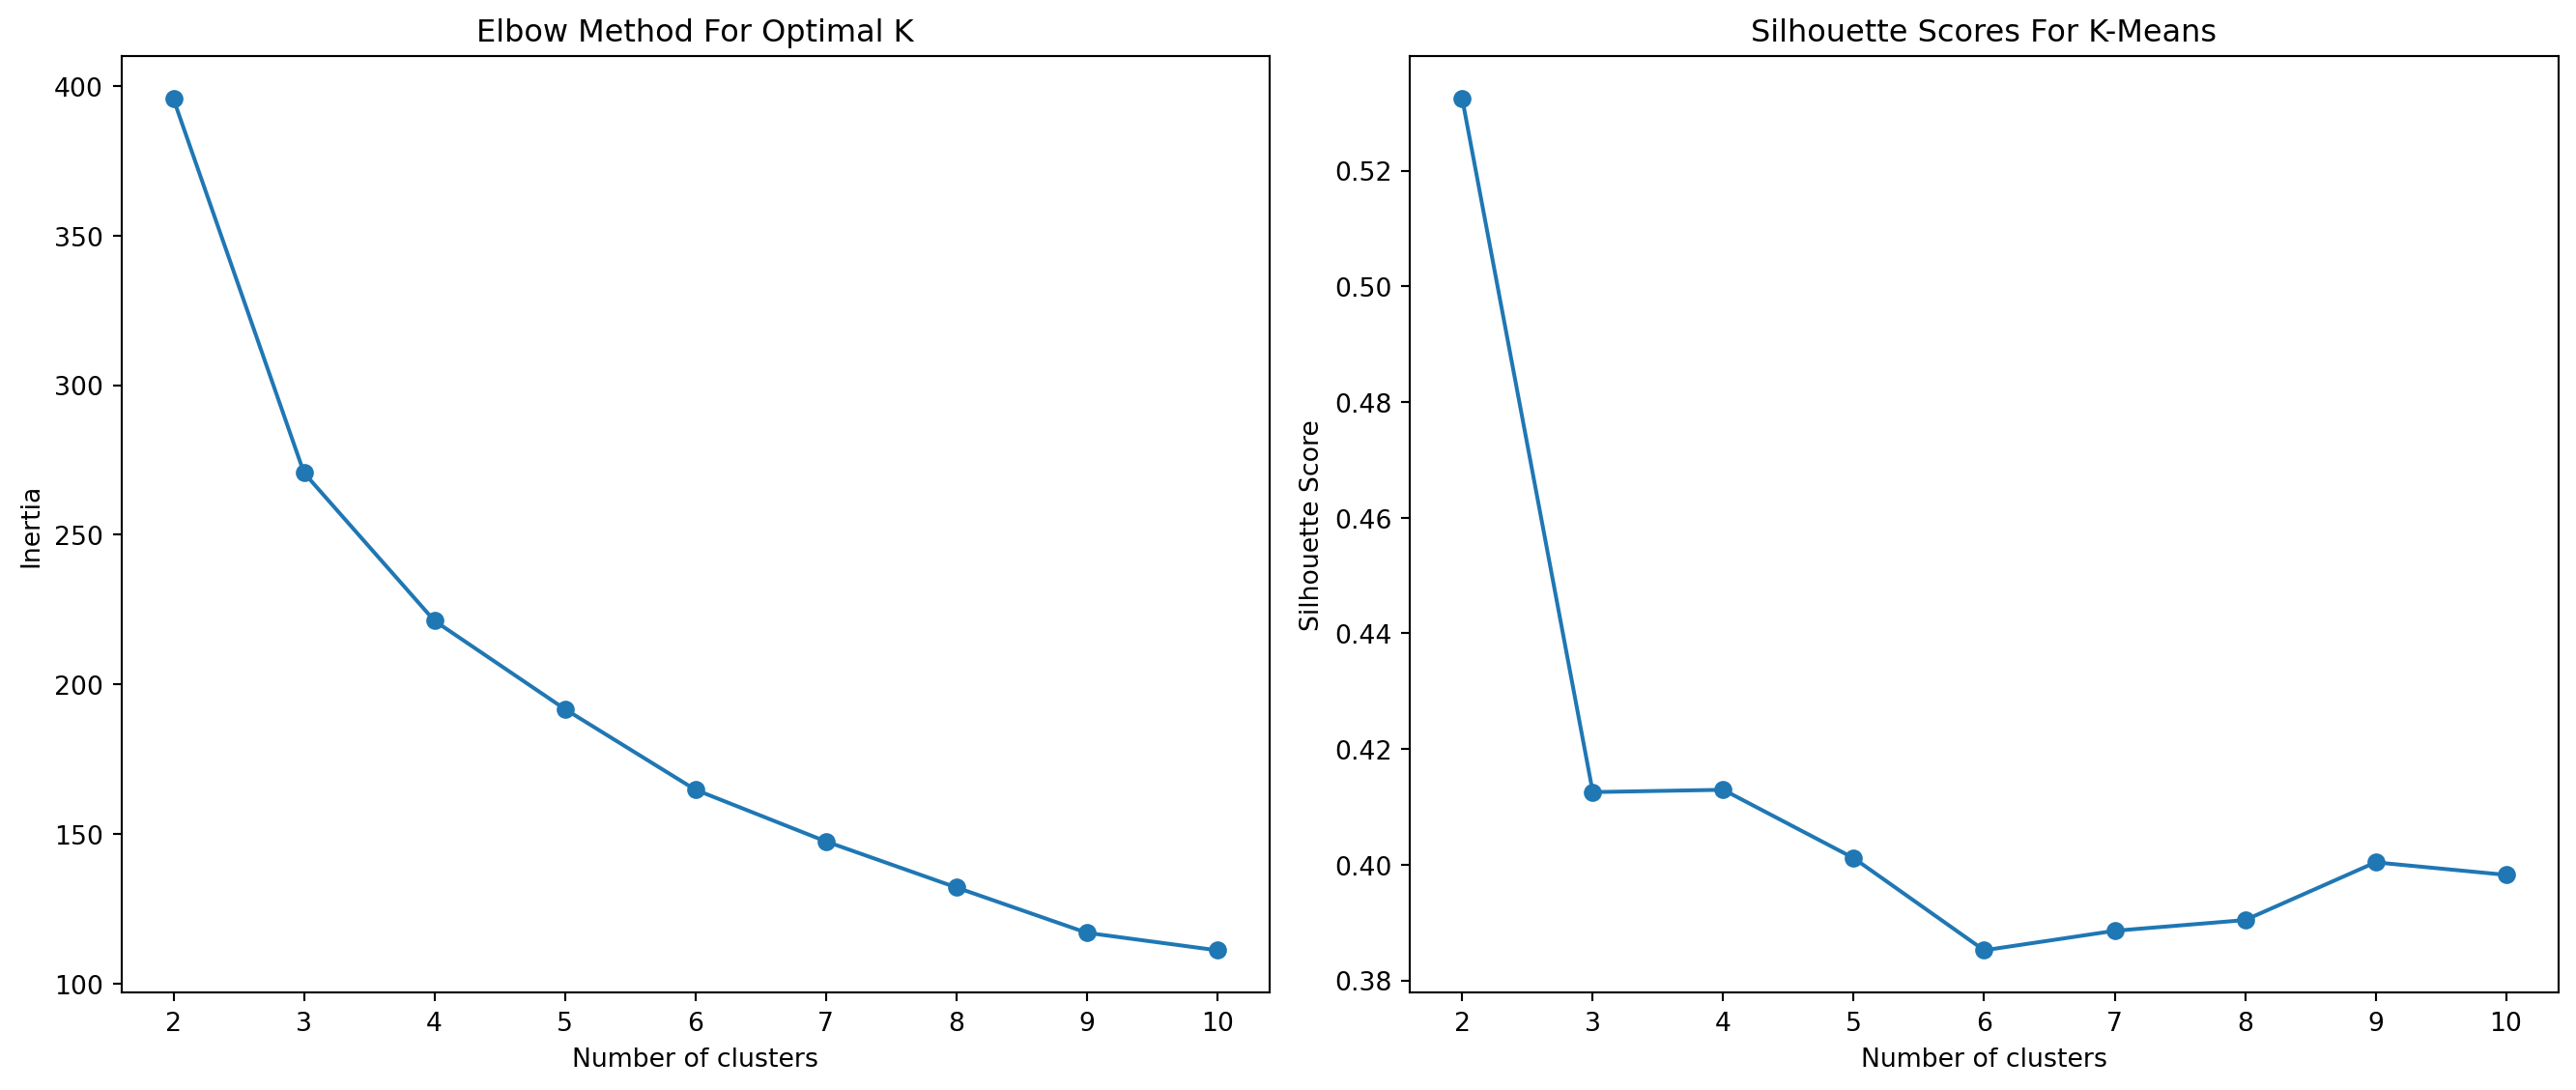 Elbow Method For Optimal K
400
350
300
250
200
150
100
Inertia
2 3 4 5 6 7 8 9 10
Number of clusters
Silhouette Scores For K-Means
0.52
0.50
0.48
0.46
0.44
0.42
0.40
0.38
Silhouette Score
2 3 4 5 6 7 8 9 10
Number of clusters